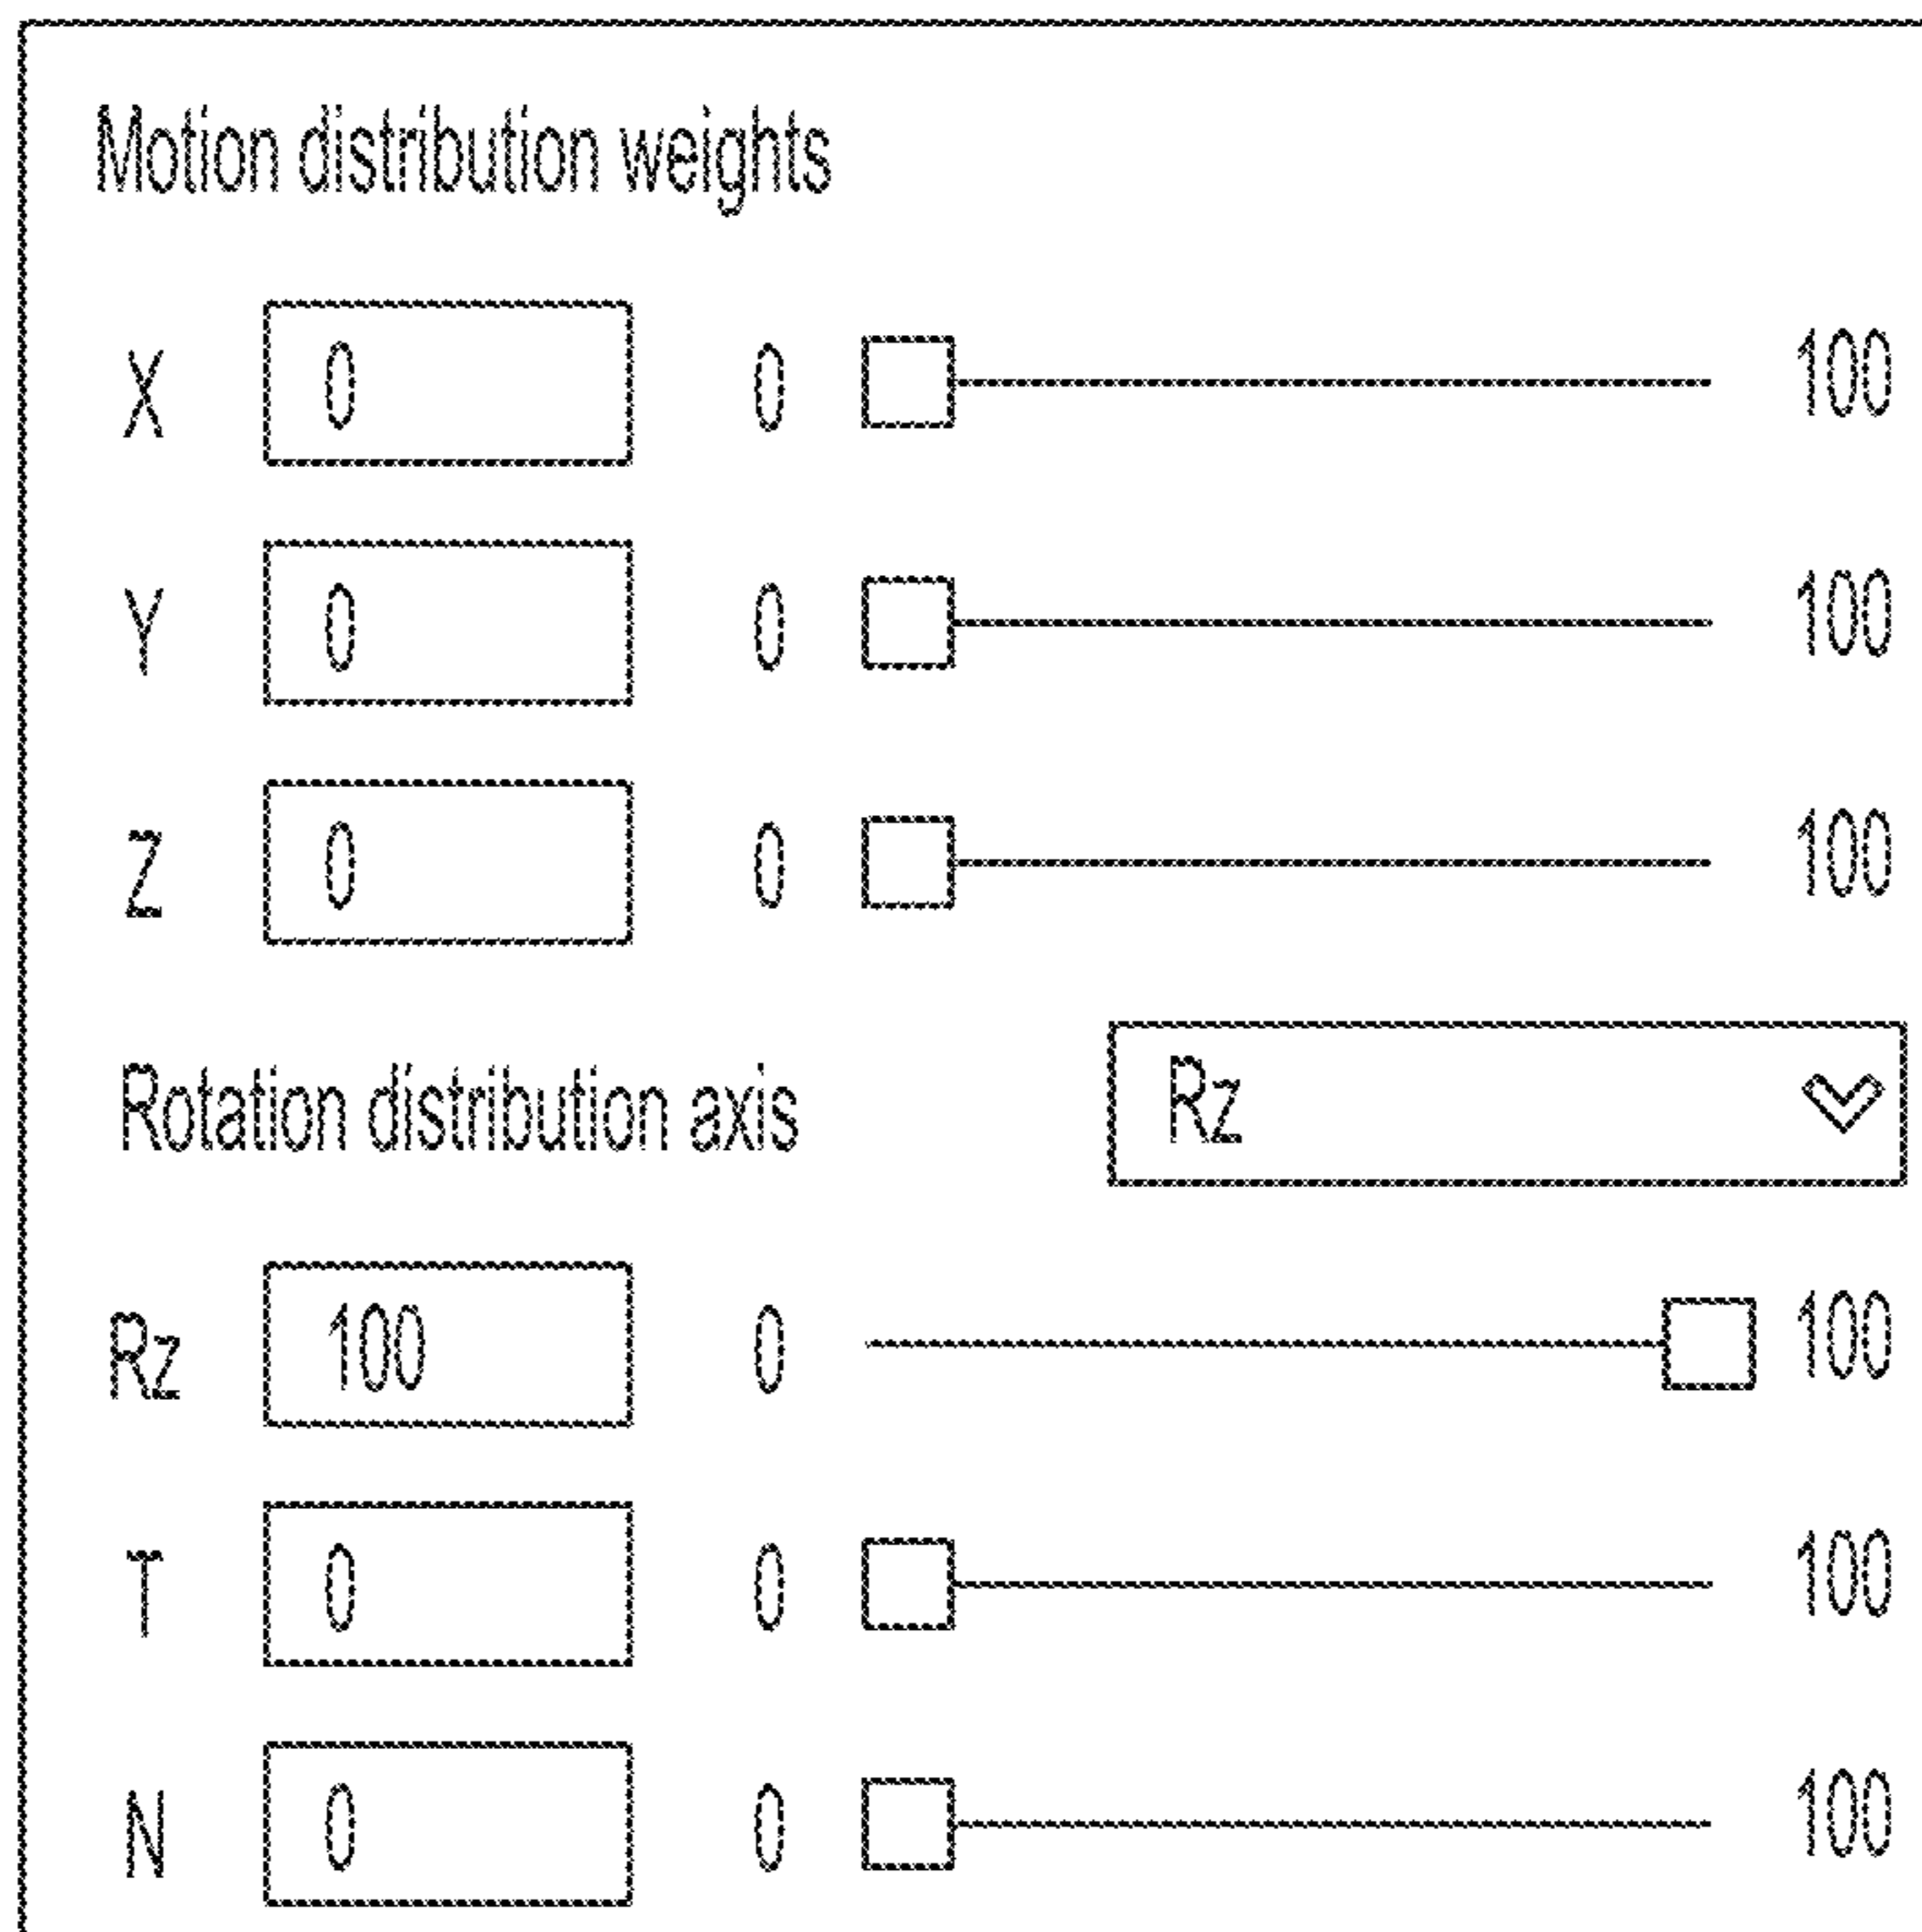 Motion distribution weights
X 0 0 100
Y 0 0 100
Z 0 0 100
Rotation distribution axis Rz
Rz 100 0 100
T 0 0 100
N 0 0 100